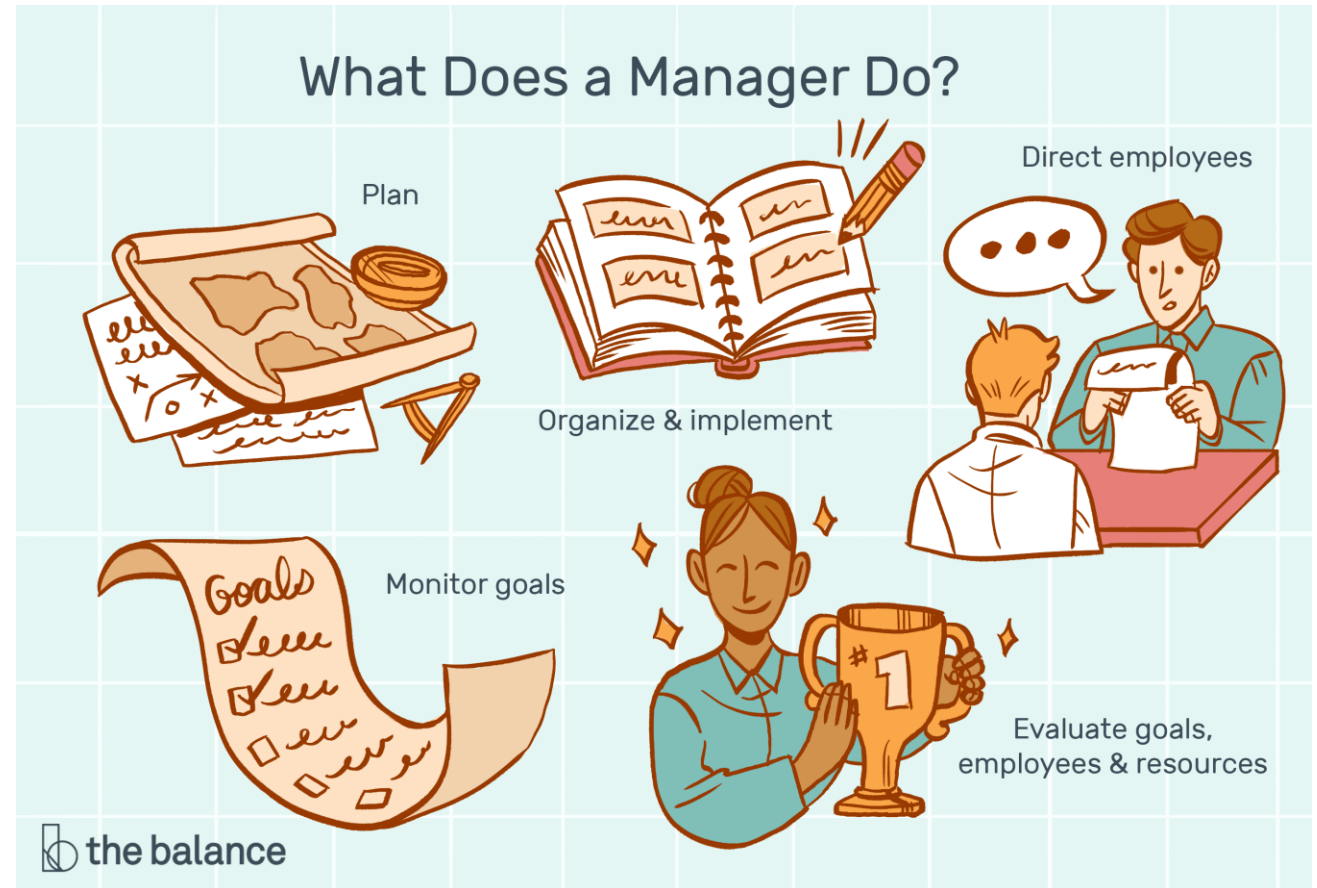 What Does a Manager Do?
Plan
Organize & implement
Direct employees
Monitor goals
Goals
Evaluate goals,
employees & resources
#1
the balance